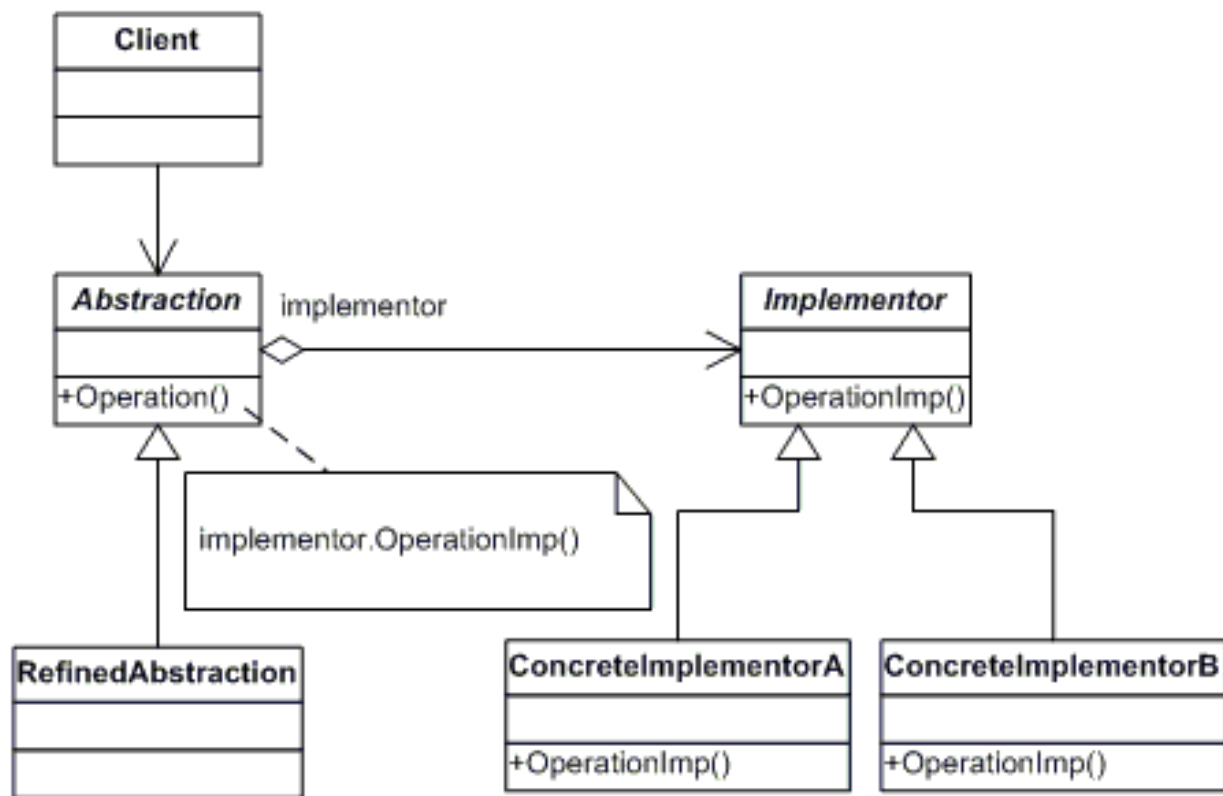 Client
Abstraction
implementor
Implementor
+Operation()
+OperationImp()
implementor.OperationImp()
RefinedAbstraction
ConcreteImplementorA
ConcreteImplementorB
+OperationImp()
+OperationImp()